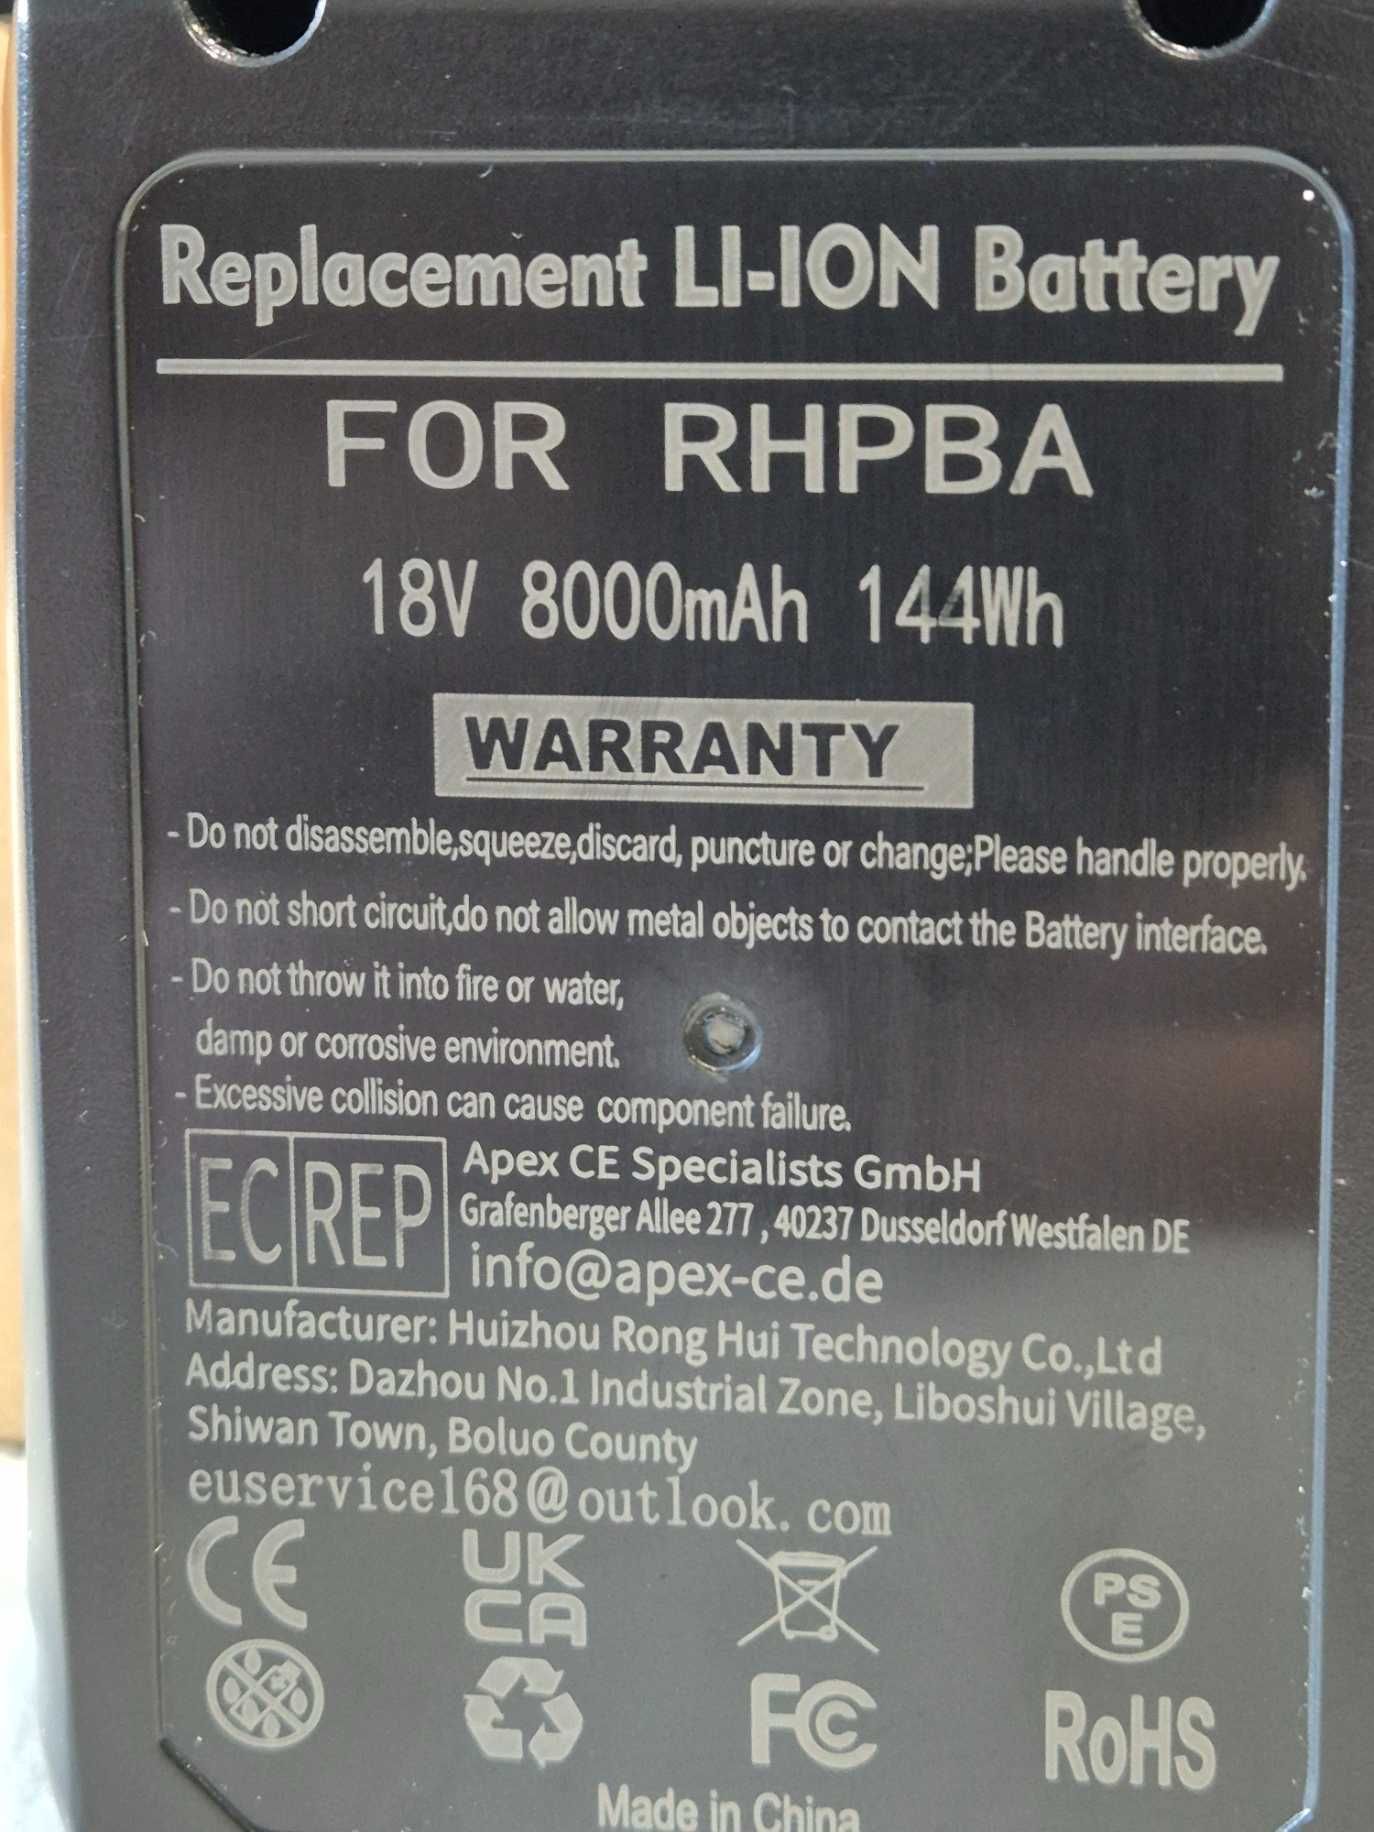 Replacement LI-ION Battery
FOR RHPBA
18V 8000mAh 144Wh
WARRANTY
- Do not disassemble,squeeze,discard, puncture or change;Please handle properly.
- Do not short circuit,do not allow metal objects to contact the Battery interface.
- Do not throw it into fire or water,
damp or corrosive environment.
- Excessive collision can cause component failure.
EC REP
Apex CE Specialists GmbH
Grafenberger Allee 277 , 40237 Dusseldorf Westfalen DE
info@apex-ce.de
Manufacturer: Huizhou Rong Hui Technology Co.,Ltd
Address: Dazhou No.1 Industrial Zone, Liboshui Village,
Shiwan Town, Boluo County
euservice168@outlook.com
CE
UK
CA
PS
E
FC
RoHS
Made in China